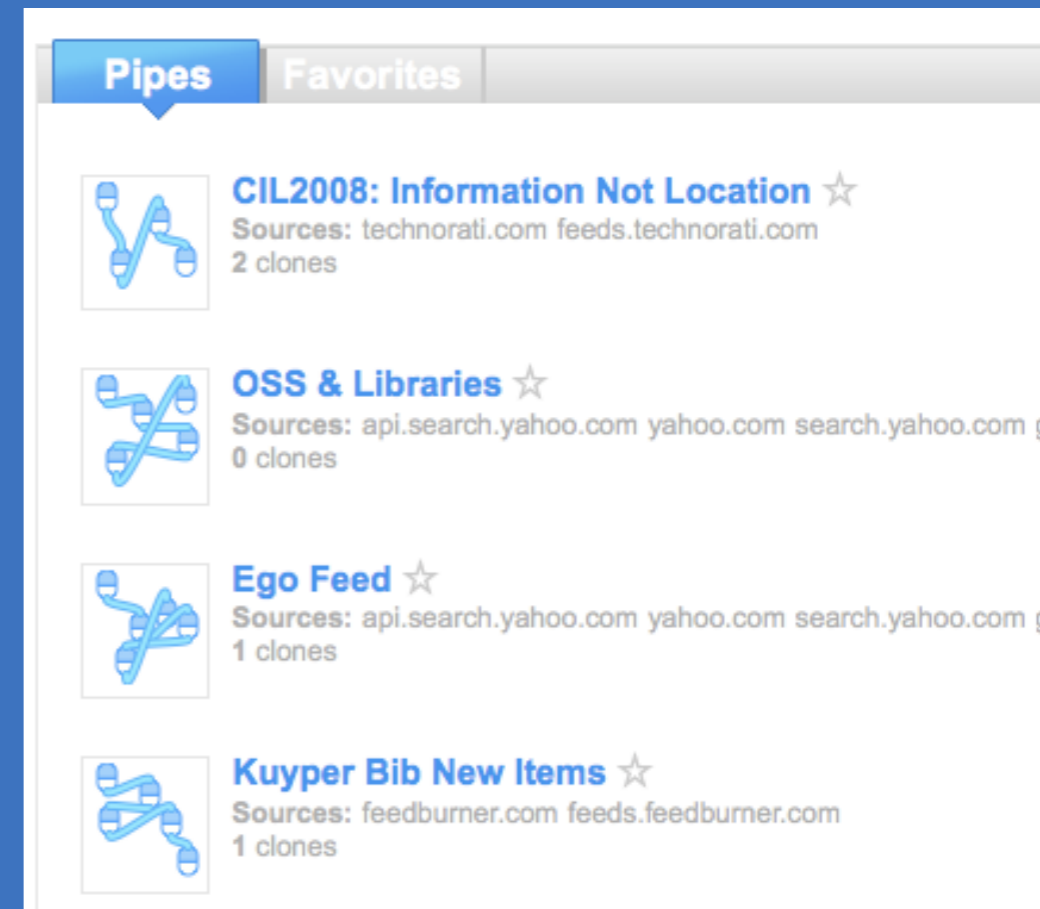 Pipes Favorites
CIL2008: Information Not Location
Sources: technorati.com feeds.technorati.com
2 clones
OSS & Libraries
Sources: api.search.yahoo.com yahoo.com search.yahoo.com
0 clones
Ego Feed
Sources: api.search.yahoo.com yahoo.com search.yahoo.com
1 clones
Kuyper Bib New Items
Sources: feedburner.com feeds.feedburner.com
1 clones